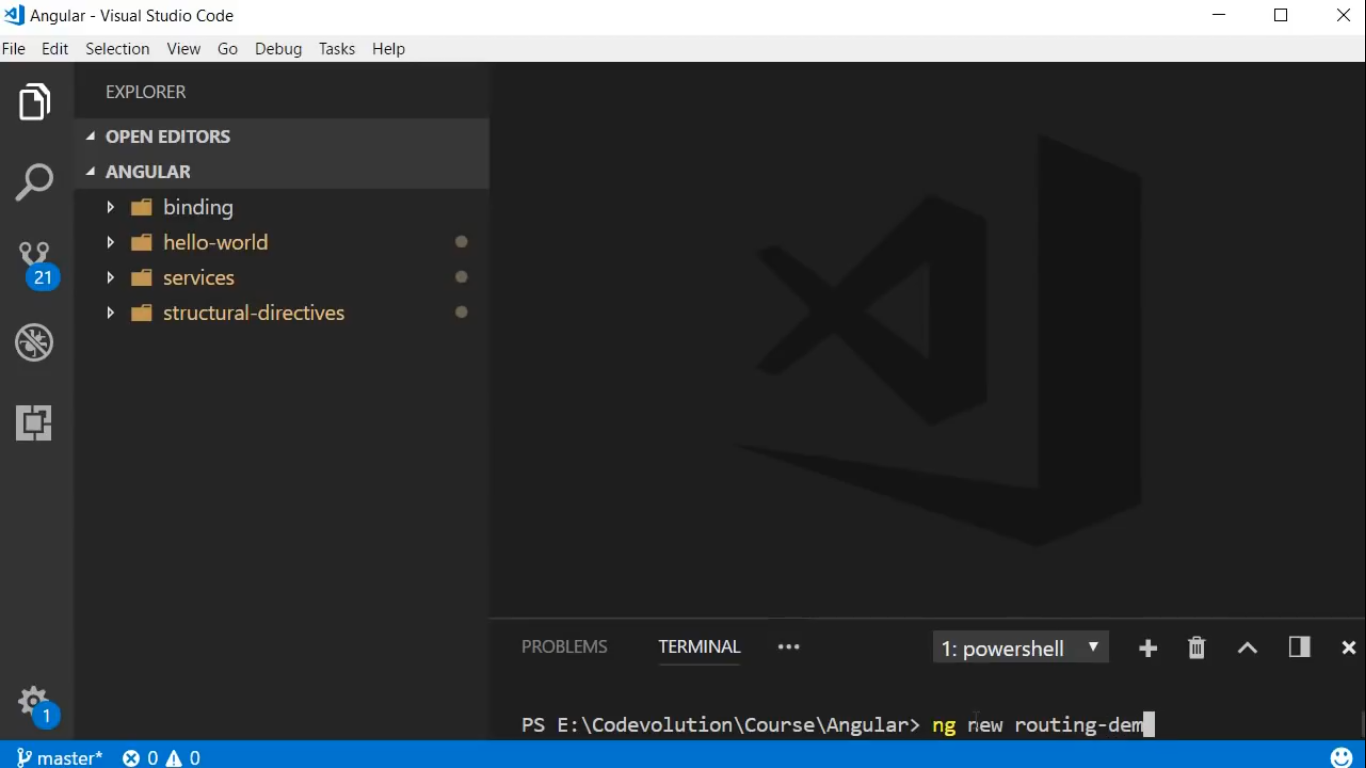 Angular - Visual Studio Code
File Edit Selection View Go Debug Tasks Help
EXPLORER
OPEN EDITORS
ANGULAR
binding
hello-world
services
structural-directives
21
1
PROBLEMS TERMINAL ••• 1: powershell
PS E:\Codevolution\Course\Angular> ng new routing-dem
master* 0 0